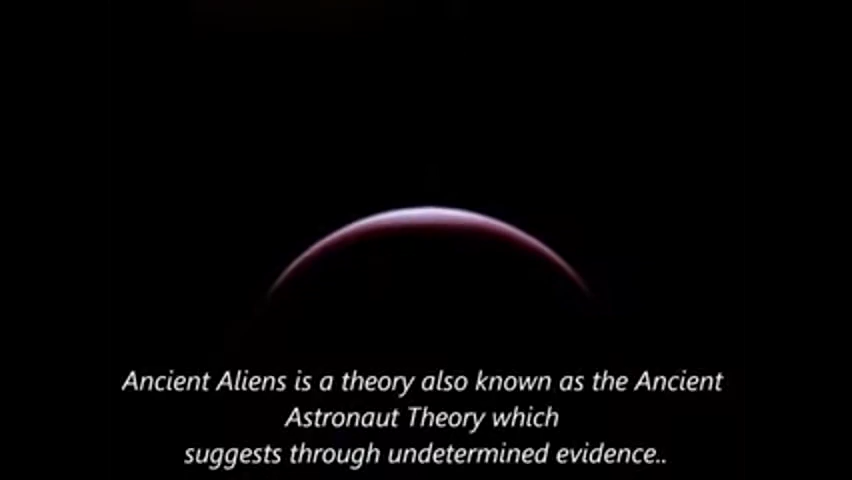 Ancient Aliens is a theory also known as the Ancient
Astronaut Theory which
suggests through undetermined evidence..